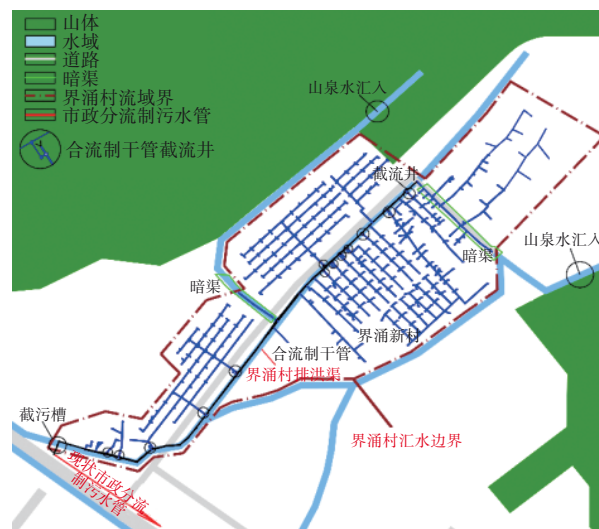 山体
水域
道路
暗渠
界涌村流域界
市政分流制污水管
合流制干管截流井
山泉水汇入
截流井
山泉水汇入
暗渠
暗渠
界涌新村
合流制干管
界涌村排洪渠
截污槽
界涌村汇水边界
现状市政分流
制污水管